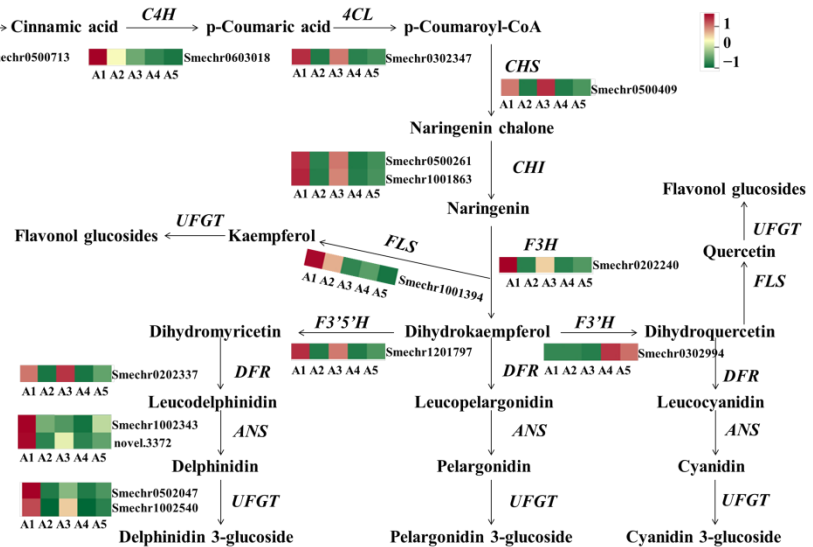 C4H 4CL
Cinnamic acid p-Coumaric acid p-Coumaroyl-CoA
1
0
−1
mechr0500713 Smechr0603018 Smechr0302347
A1 A2 A3 A4 A5 A1 A2 A3 A4 A5
CHS
Smechr0500409
A1 A2 A3 A4 A5
Naringenin chalone
Smechr0500261
Smechr1001863
A1 A2 A3 A4 A5
CHI
Flavonol glucosides
Naringenin
UFGT
UFGT
Flavonol glucosides Kaempferol
FLS
F3H
Quercetin
Smechr0202240
A1 A2 A3 A4 A5
Smechr1001394
A1 A2 A3 A4 A5
FLS
Dihydromyricetin F3’5’H Dihydrokaempferol F3’H Dihydroquercetin
Smechr1201797 Smechr0302994
A1 A2 A3 A4 A5 A1 A2 A3 A4 A5
Smechr0202337
A1 A2 A3 A4 A5
DFR DFR DFR
Leucodelphinidin Leucopelargonidin Leucocyanidin
Smechr1002343
novel.3372
A1 A2 A3 A4 A5
ANS ANS ANS
Delphinidin Pelargonidin Cyanidin
Smechr0502047
Smechr1002540
A1 A2 A3 A4 A5
UFGT UFGT UFGT
Delphinidin 3-glucoside Pelargonidin 3-glucoside Cyanidin 3-glucoside